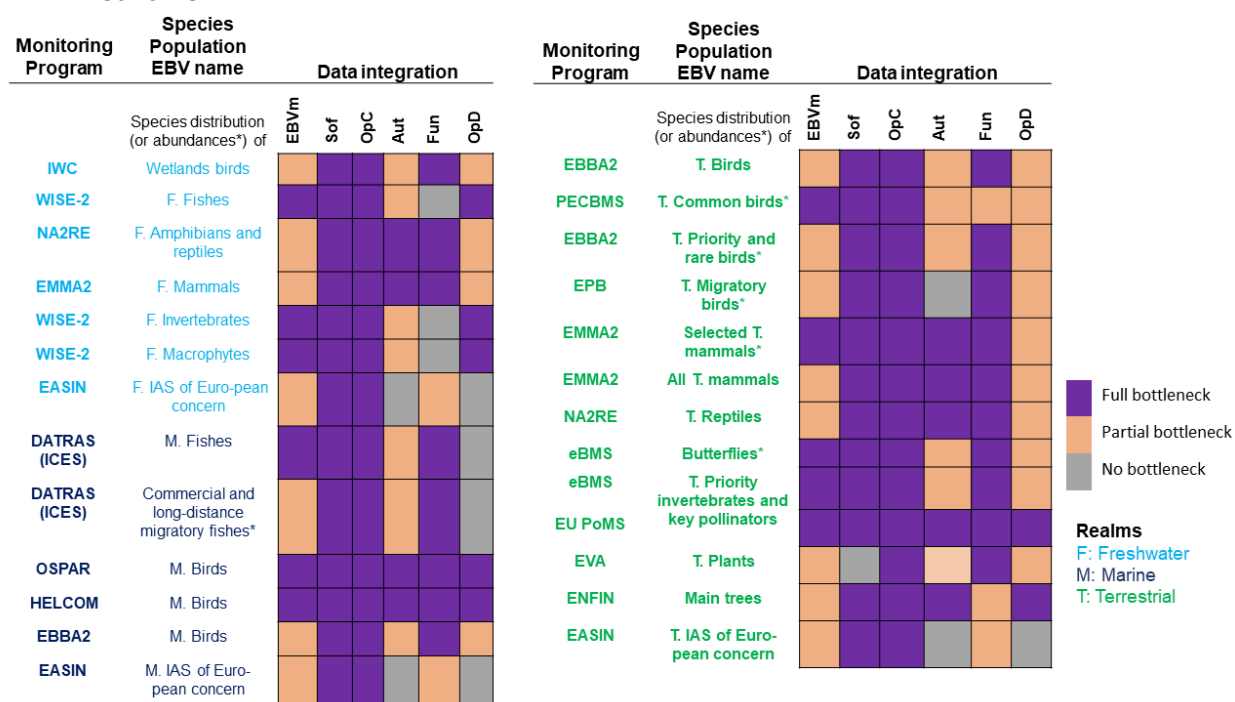 Monitoring
Program
Species
Population
EBV name
Data integration
Species distribution
(or abundances*) of
EBVm
Sof
OpC
Aut
Fun
OpD
IWC
Wetlands birds
WISE-2
F. Fishes
NA2RE
F. Amphibians and
reptiles
EMMA2
F. Mammals
WISE-2
F. Invertebrates
WISE-2
F. Macrophytes
EASIN
F. IAS of Euro-pean
concern
DATRAS
(ICES)
M. Fishes
DATRAS
(ICES)
Commercial and
long-distance
migratory fishes*
OSPAR
M. Birds
HELCOM
M. Birds
EBBA2
M. Birds
EASIN
M. IAS of Euro-
pean concern
Monitoring
Program
Species
Population
EBV name
Data integration
Species distribution
(or abundances*) of
EBVm
Sof
OpC
Aut
Fun
OpD
EBBA2
T. Birds
PECBMS
T. Common birds*
EBBA2
T. Priority and
rare birds*
EPB
T. Migratory
birds*
EMMA2
Selected T.
mammals*
EMMA2
All T. mammals
NA2RE
T. Reptiles
eBMS
Butterflies*
eBMS
T. Priority
invertebrates and
key pollinators
EU PoMS
EVA
T. Plants
ENFIN
Main trees
EASIN
T. IAS of Euro-
pean concern
Full bottleneck
Partial bottleneck
No bottleneck
Realms
F: Freshwater
M: Marine
T: Terrestrial